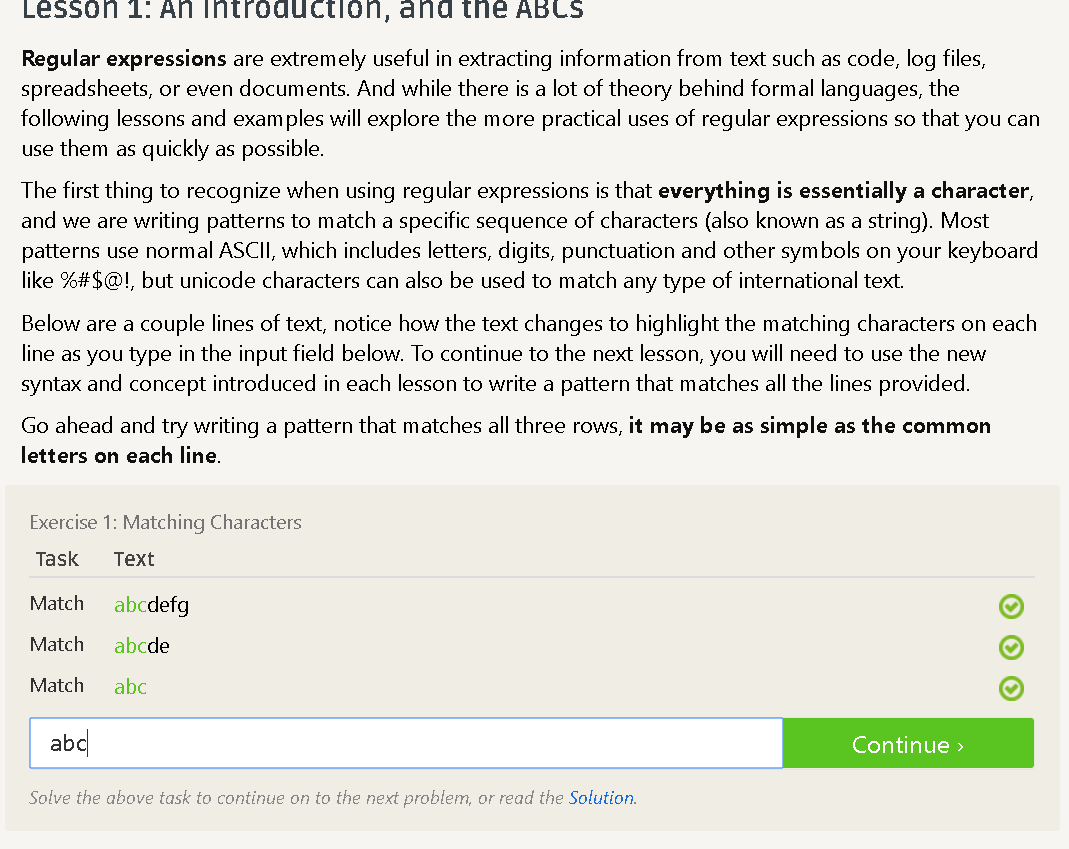 Lesson 1: An Introduction, and the ABCs
Regular expressions are extremely useful in extracting information from text such as code, log files,
spreadsheets, or even documents. And while there is a lot of theory behind formal languages, the
following lessons and examples will explore the more practical uses of regular expressions so that you can
use them as quickly as possible.
The first thing to recognize when using regular expressions is that everything is essentially a character,
and we are writing patterns to match a specific sequence of characters (also known as a string). Most
patterns use normal ASCII, which includes letters, digits, punctuation and other symbols on your keyboard
like %#$@!, but unicode characters can also be used to match any type of international text.
Below are a couple lines of text, notice how the text changes to highlight the matching characters on each
line as you type in the input field below. To continue to the next lesson, you will need to use the new
syntax and concept introduced in each lesson to write a pattern that matches all the lines provided.
Go ahead and try writing a pattern that matches all three rows, it may be as simple as the common
letters on each line.
Exercise 1: Matching Characters
Task Text
Match abcdefg
Match abcde
Match abc
abc Continue ›
Solve the above task to continue on to the next problem, or read the Solution.